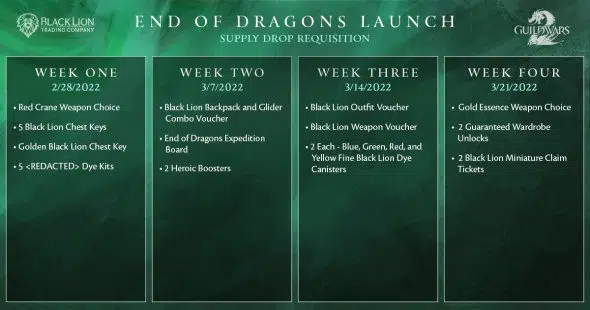 BLACK LION
TRADING COMPANY
END OF DRAGONS LAUNCH
SUPPLY DROP REQUISITION
GUILD WARS 2
WEEK ONE
2/28/2022
• Red Crane Weapon Choice
• 5 Black Lion Chest Keys
• Golden Black Lion Chest Key
• 5 <REDACTED> Dye Kits
WEEK TWO
3/7/2022
• Black Lion Backpack and Glider
Combo Voucher
• End of Dragons Expedition
Board
• 2 Heroic Boosters
WEEK THREE
3/14/2022
• Black Lion Outfit Voucher
• Black Lion Weapon Voucher
• 2 Each - Blue, Green, Red, and
Yellow Fine Black Lion Dye
Canisters
WEEK FOUR
3/21/2022
• Gold Essence Weapon Choice
• 2 Guaranteed Wardrobe
Unlocks
• 2 Black Lion Miniature Claim
Tickets